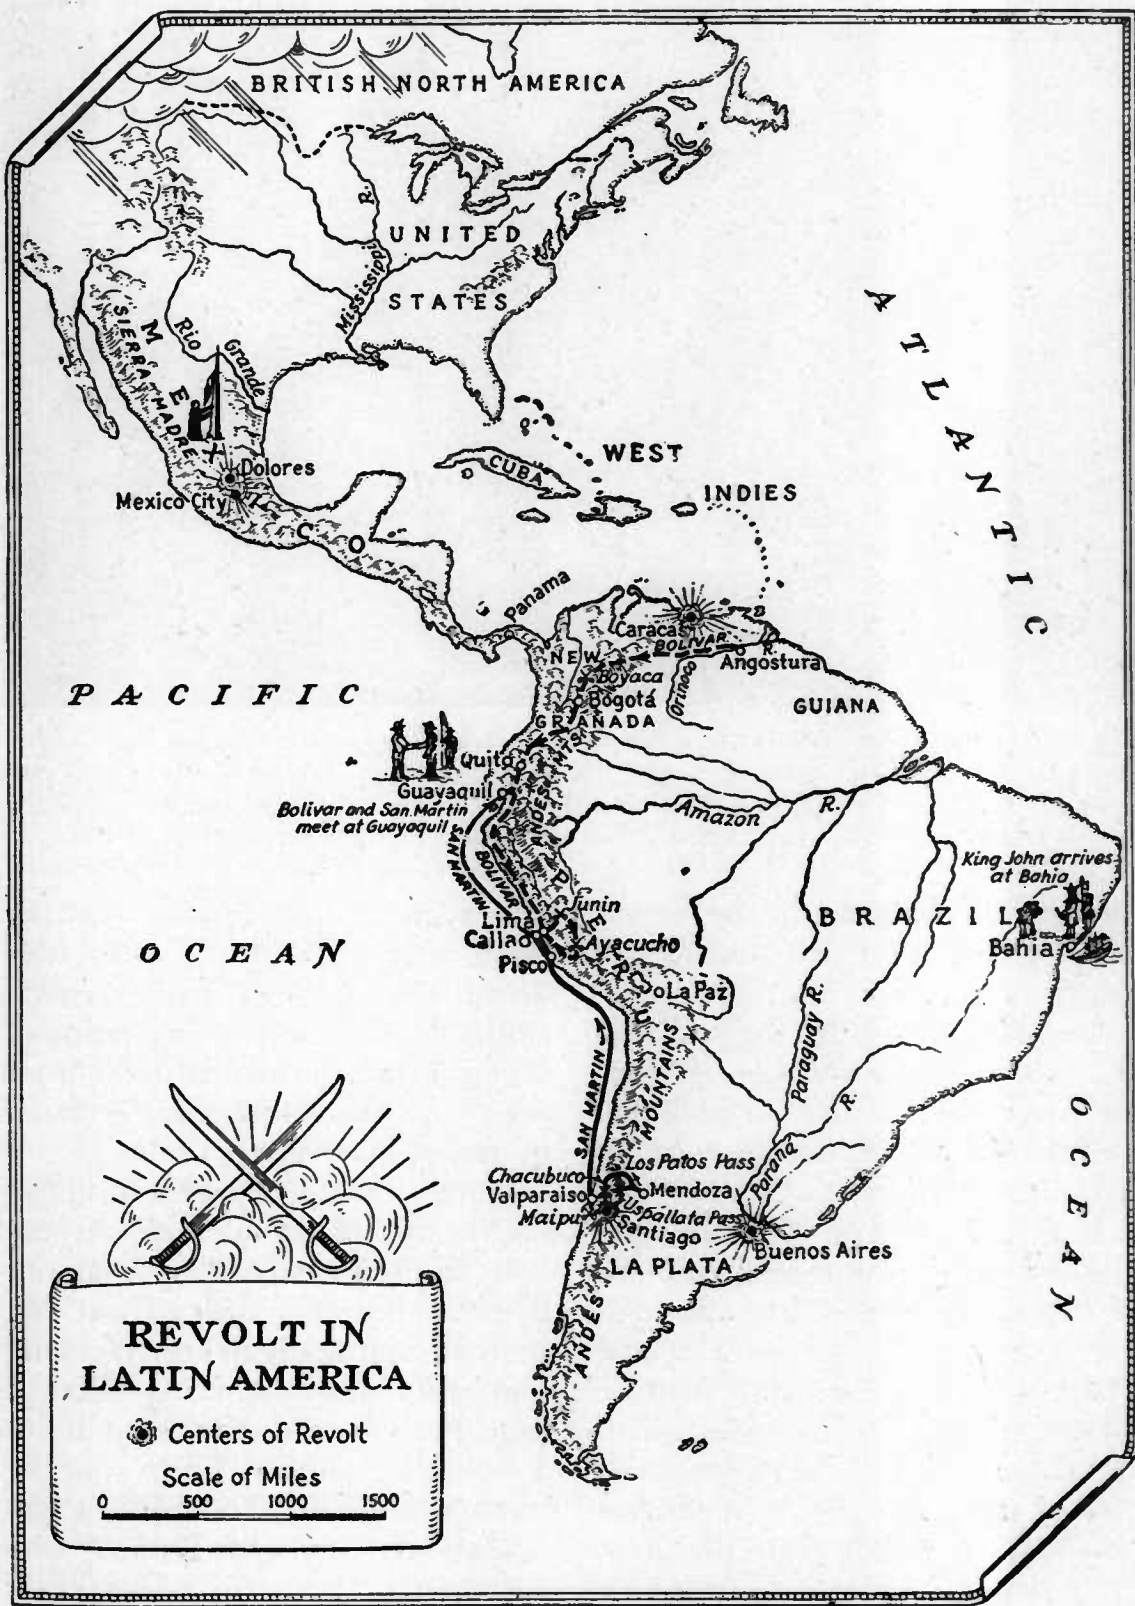 BRITISH NORTH AMERICA
UNITED
STATES
Mississippi R.
Rio Grande
SIERRA MADRE
MEXICO
Dolores
Mexico City
CUBA
WEST
INDIES
ATLANTIC
OCEAN
PACIFIC
OCEAN
Panama
Caracas
BOLIVAR
Angostura
Orinoco R.
NEW
GRANADA
Boyaca
Bogotá
GUIANA
Quito
Guayaquil
Bolivar and San Martin
meet at Guayaquil
SAN MARTIN
BOLIVAR
ANDES MTS.
Amazon R.
PERU
Junin
Lima
Callao
Ayacucho
Pisco
La Paz
King John arrives
at Bahia
BRAZIL
Bahia
Paraguay R.
Paraná R.
SAN MARTIN
ANDES MOUNTAINS
Los Patos Pass
Chacubuco
Valparaiso
Mendoza
Maipu
Uspallata Pass
Santiago
Buenos Aires
LA PLATA
REVOLT IN
LATIN AMERICA
Centers of Revolt
Scale of Miles
0 500 1000 1500